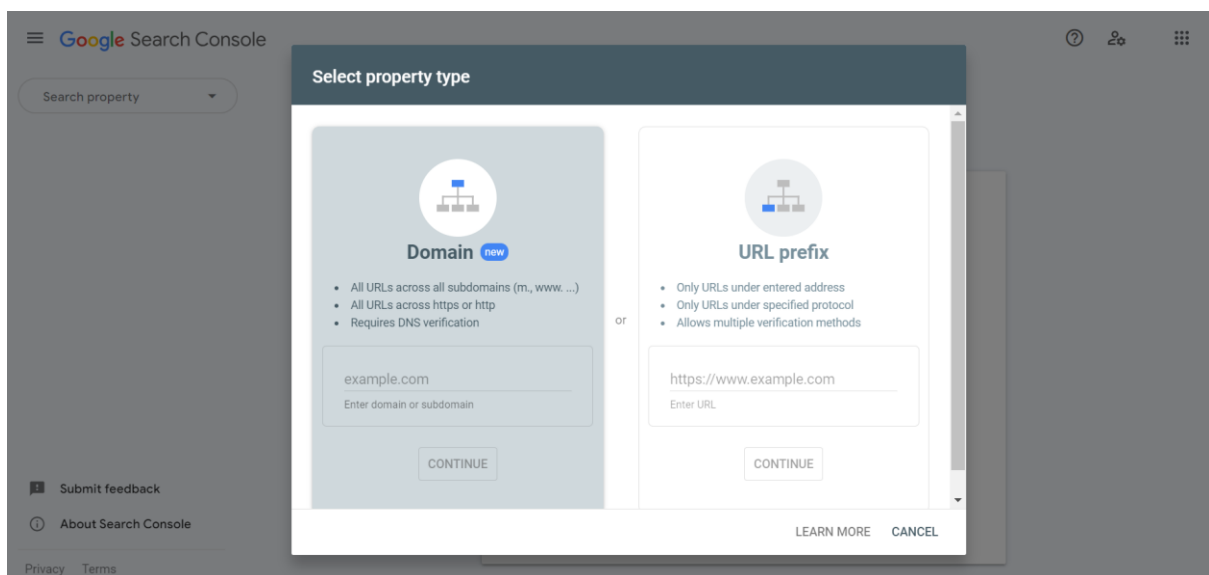 Google Search Console
Search property
Select property type
Domain new
All URLs across all subdomains (m., www. ...)
All URLs across https or http
Requires DNS verification
example.com
Enter domain or subdomain
CONTINUE
or
URL prefix
Only URLs under entered address
Only URLs under specified protocol
Allows multiple verification methods
https://www.example.com
Enter URL
CONTINUE
LEARN MORE CANCEL
Submit feedback
About Search Console
Privacy Terms